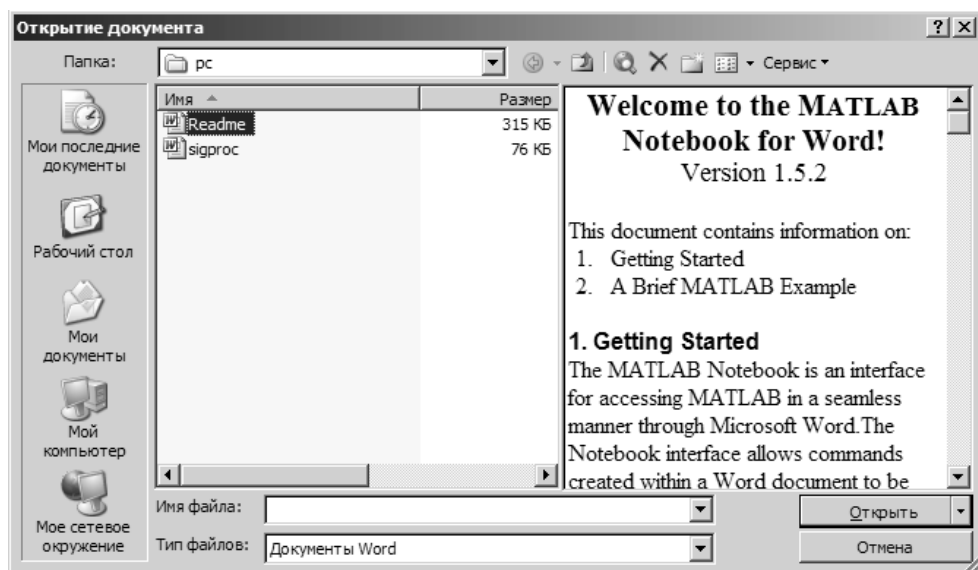 Открытие документа
Папка:
pc
Сервис
Мои последние
документы
Рабочий стол
Мои
документы
Мой
компьютер
Мое сетевое
окружение
Имя
Размер
Readme
315 КБ
sigproc
76 КБ
Welcome to the MATLAB
Notebook for Word!
Version 1.5.2
This document contains information on:
1. Getting Started
2. A Brief MATLAB Example
1. Getting Started
The MATLAB Notebook is an interface
for accessing MATLAB in a seamless
manner through Microsoft Word.The
Notebook interface allows commands
created within a Word document to be
Имя файла:
Открыть
Тип файлов:
Документы Word
Отмена